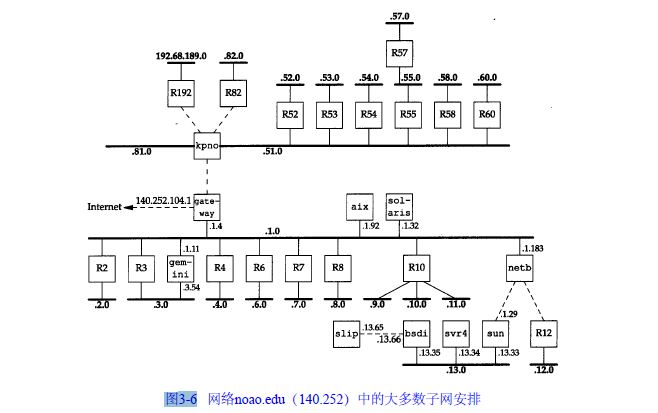 .57.0
R57
192.68.189.0 .82.0
.52.0 .53.0 .54.0 .55.0 .58.0 .60.0
R192 R82
R52 R53 R54 R55 R58 R60
kpno
.81.0 .51.0
Internet 140.252.104.1 gate-
way
aix sol-
aris
.1.4 .1.92 .1.32
.1.0
.1.11 .1.183
R2 R3 gem-
ini R4 R6 R7 R8 R10 netb
.3.54
.2.0 .3.0 .4.0 .6.0 .7.0 .8.0 .9.0 .10.0 .11.0
.1.29
slip .13.65 .13.66 bsdi svr4 sun R12
.13.35 .13.34 .13.33
.13.0 .12.0
图3-6 网络noao.edu（140.252）中的大多数子网安排